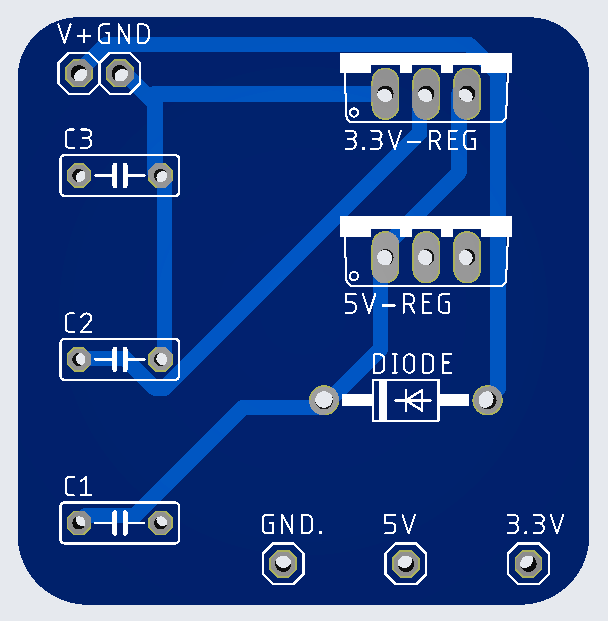 V+GND
3.3V-REG
C3
5V-REG
C2
DIODE
C1
GND.
5V
3.3V